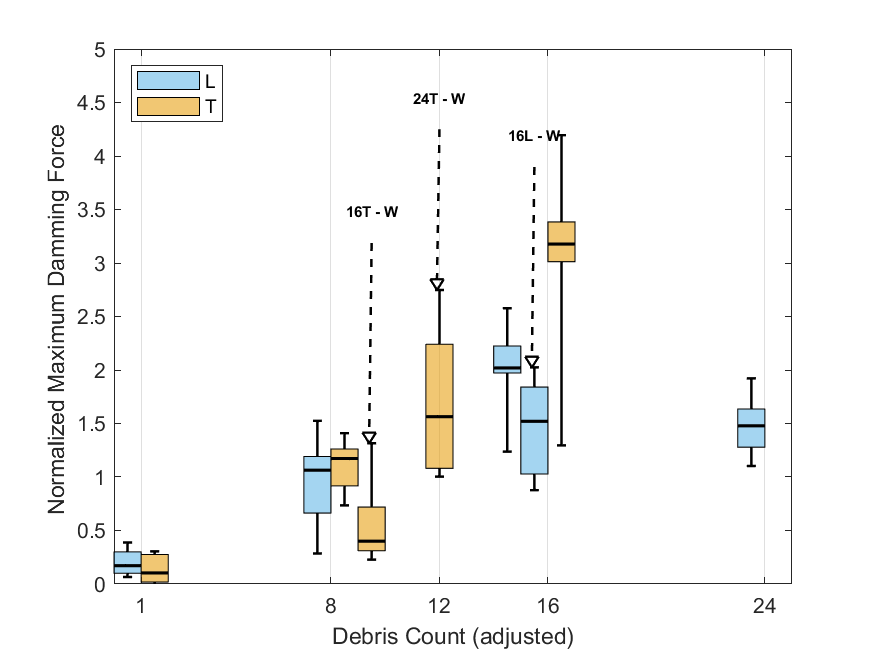 5
4.5
4
3.5
3
2.5
2
1.5
1
0.5
0
Normalized Maximum Damming Force
L
T
24T - W
16L - W
16T - W
1
8
12
16
24
Debris Count (adjusted)